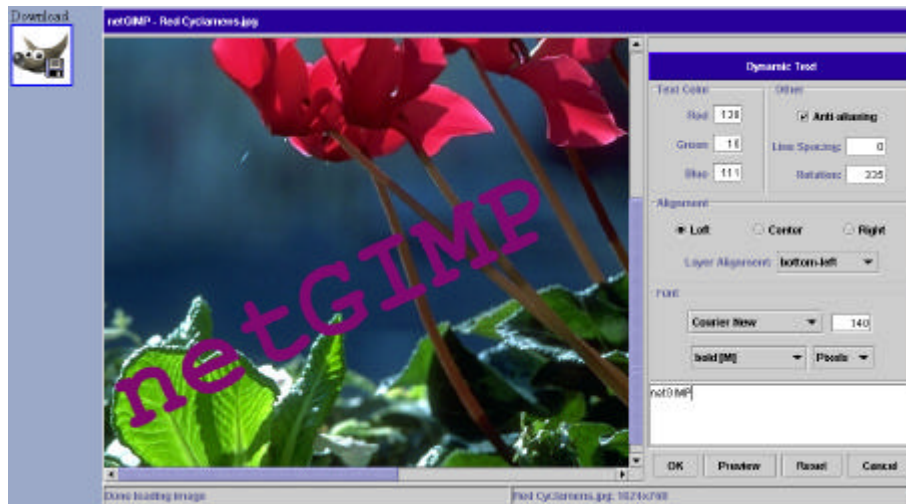 Download
netGIMP - Red Cyclamens.jpg
Dynamic Text
Text Color
Other
Red 138
Anti-aliasing
Green 16
Line Spacing: 0
Blue 111
Rotation: 335
Alignment
Left Center Right
Layer Alignment: bottom-left
Font
Courier New 140
bold [M] Pixels
netGIMP
netGIMP
OK Preview Reset Cancel
Done loading image
Red Cyclamens.jpg: 1024x768